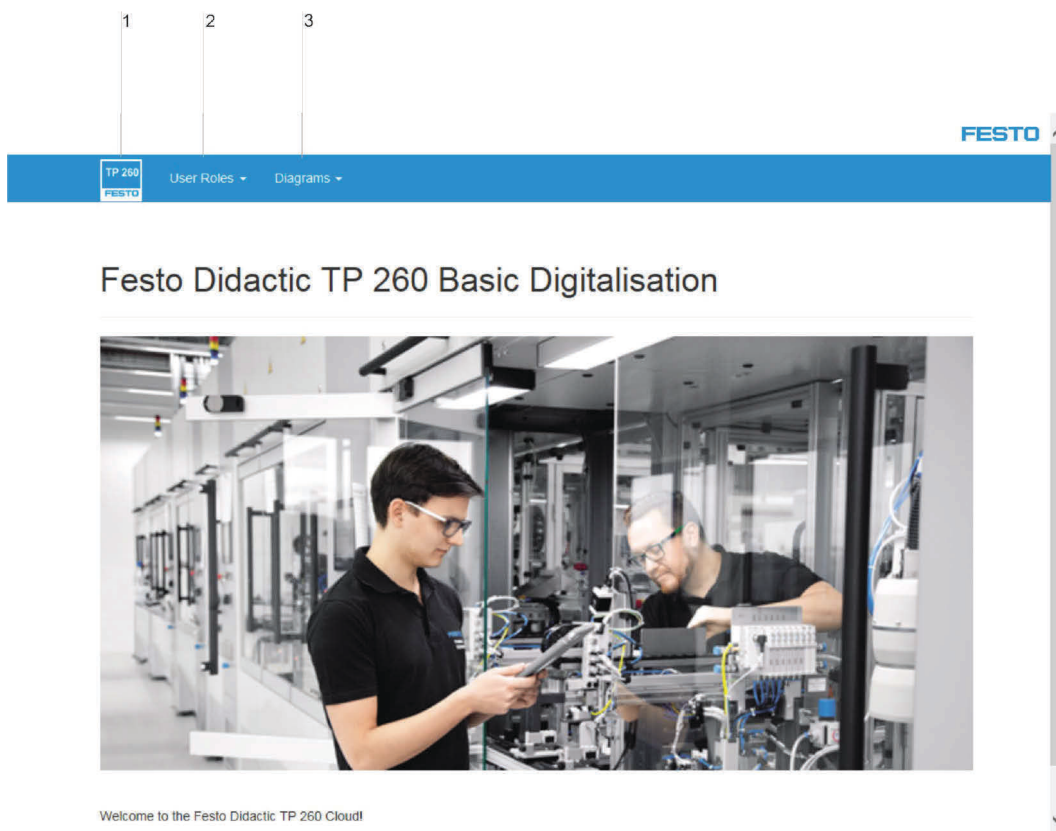 1 2 3
FESTO
TP 260 User Roles Diagrams
FESTO
Festo Didactic TP 260 Basic Digitalisation
Welcome to the Festo Didactic TP 260 Cloud!